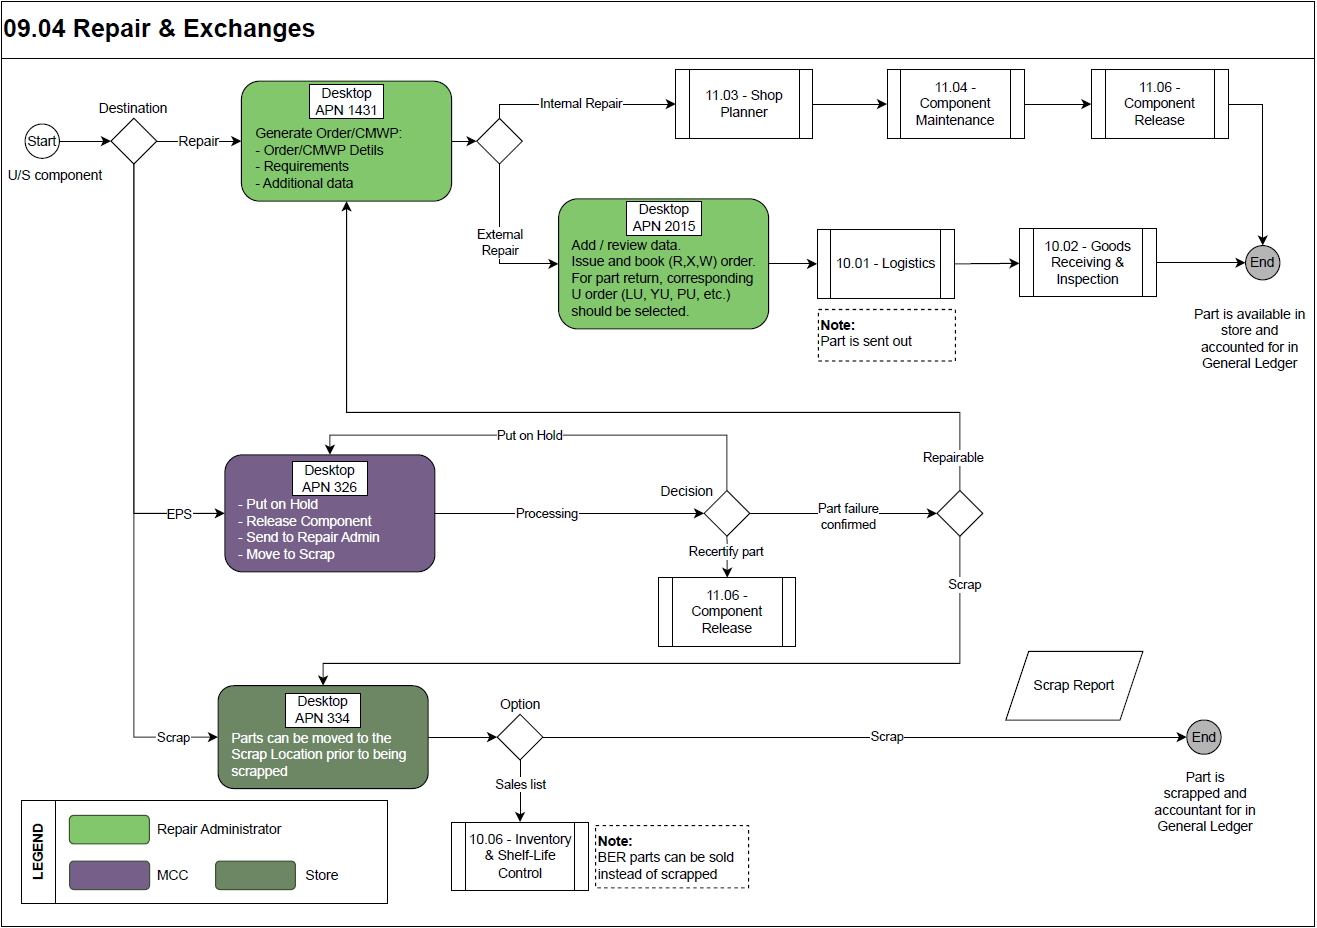 09.04 Repair & Exchanges
Destination
Start
U/S component
Repair
Desktop
APN 1431
Generate Order/CMWP:
- Order/CMWP Detils
- Requirements
- Additional data
Internal Repair
11.03 - Shop
Planner
11.04 -
Component
Maintenance
11.06 -
Component
Release
External
Repair
Desktop
APN 2015
Add / review data.
Issue and book (R,X,W) order.
For part return, corresponding
U order (LU, YU, PU, etc.)
should be selected.
10.01 - Logistics
Note:
Part is sent out
10.02 - Goods
Receiving &
Inspection
End
Part is available in
store and
accounted for in
General Ledger
EPS
Desktop
APN 326
- Put on Hold
- Release Component
- Send to Repair Admin
- Move to Scrap
Put on Hold
Processing
Decision
Part failure
confirmed
Recertify part
11.06 -
Component
Release
Repairable
Scrap
Scrap
Desktop
APN 334
Parts can be moved to the
Scrap Location prior to being
scrapped
Option
Scrap
Sales list
10.06 - Inventory
& Shelf-Life
Control
Note:
BER parts can be sold
instead of scrapped
Scrap Report
End
Part is
scrapped and
accountant for in
General Ledger
LEGEND
Repair Administrator
MCC
Store